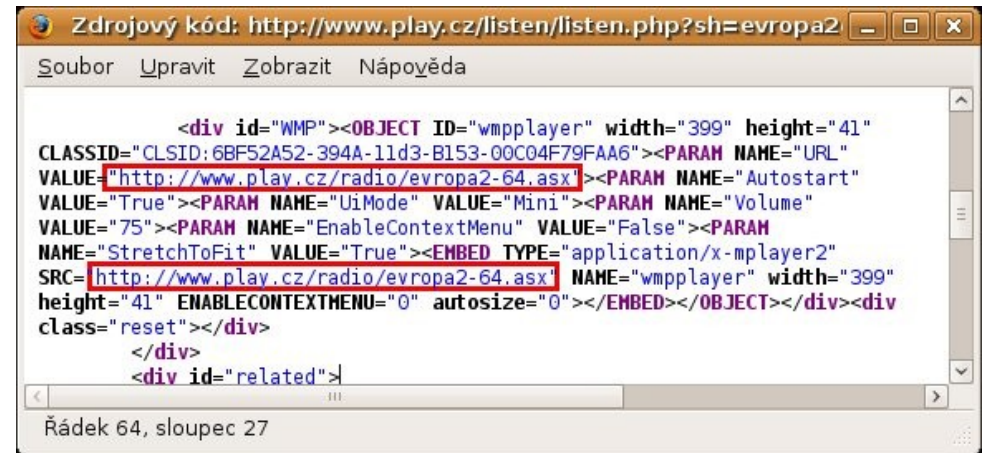 Zdrojový kód: http://www.play.cz/listen/listen.php?sh=evropa2
Soubor Upravit Zobrazit Nápověda
<div id="WMP"><OBJECT ID="wmpplayer" width="399" height="41"
CLASSID="CLSID:6BF52A52-394A-11d3-B153-00C04F79FAA6"><PARAM NAME="URL"
VALUE="http://www.play.cz/radio/evropa2-64.asx"><PARAM NAME="Autostart"
VALUE="True"><PARAM NAME="UiMode" VALUE="Mini"><PARAM NAME="Volume"
VALUE="75"><PARAM NAME="EnableContextMenu" VALUE="False"><PARAM
NAME="StretchToFit" VALUE="True"><EMBED TYPE="application/x-mplayer2"
SRC="http://www.play.cz/radio/evropa2-64.asx" NAME="wmpplayer" width="399"
height="41" ENABLECONTEXTMENU="0" autosize="0"></EMBED></OBJECT></div><div
class="reset"></div>
</div>
<div id="related">
Řádek 64, sloupec 27